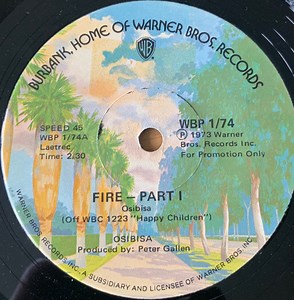 BURBANK, HOME OF WARNER BROS. RECORDS
WB
SPEED 45
WBP 1/74A
Laetrec
Time: 2.30
WBP 1/74
Ⓟ 1973 Warner
Bros. Records Inc.
For Promotion Only
FIRE – PART I
Osibisa
(Off WBC 1223 "Happy Children")
OSIBISA
Produced by: Peter Gallen
WARNER BROS. RECORDS INC., A SUBSIDIARY AND LICENSEE OF WARNER BROS. INC.